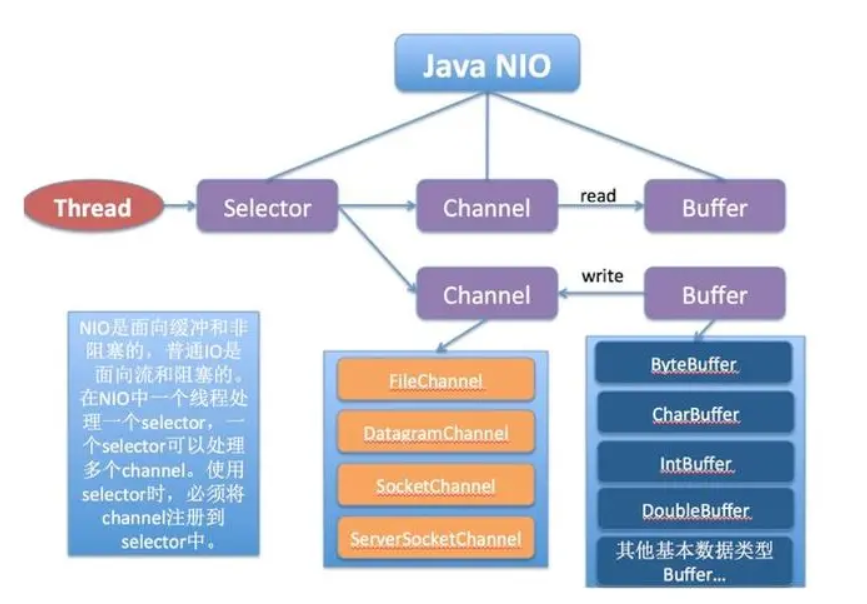 Java NIO
Thread
Selector
Channel
read
Buffer
Channel
write
Buffer
NIO是面向缓冲和非
阻塞的，普通IO是
面向流和阻塞的。
在NIO中一个线程处
理一个selector，一
个selector可以处理
多个channel。使用
selector时，必须将
channel注册到
selector中。
FileChannel
DatagramChannel
SocketChannel
ServerSocketChannel
ByteBuffer
CharBuffer
IntBuffer
DoubleBuffer
其他基本数据类型
Buffer...